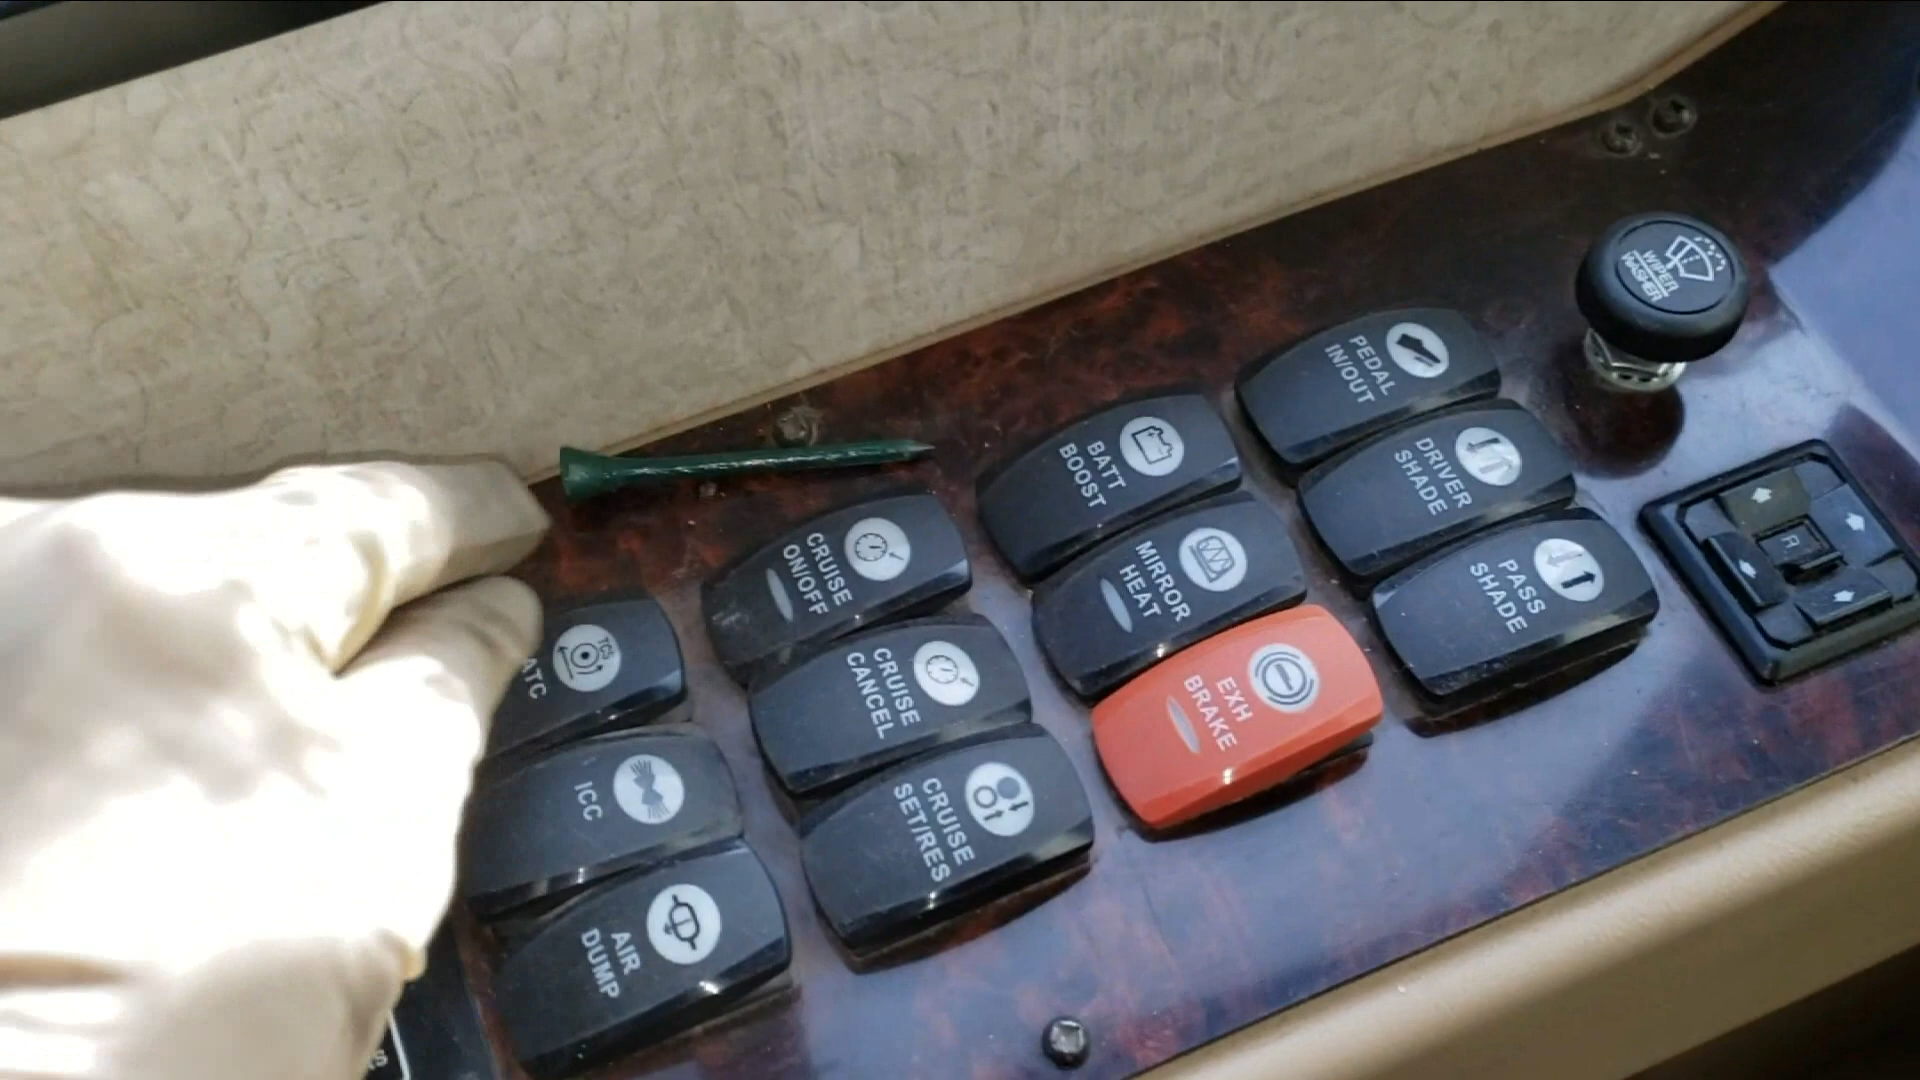 WIPER
WASHER
PEDAL
IN/OUT
BATT
BOOST
DRIVER
SHADE
CRUISE
ON/OFF
MIRROR
HEAT
PASS
SHADE
R
TCS
ATC
CRUISE
CANCEL
EXH
BRAKE
ICC
CRUISE
SET/RES
AIR
DUMP